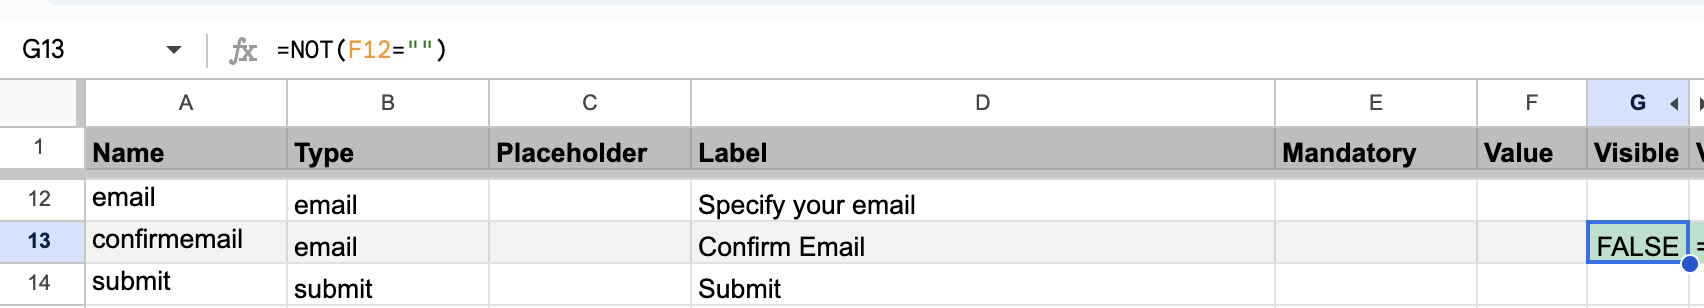 G13 fx =NOT(F12="")
A B C D E F G
1 Name Type Placeholder Label Mandatory Value Visible
12 email email Specify your email
13 confirmemail email Confirm Email FALSE =
14 submit submit Submit